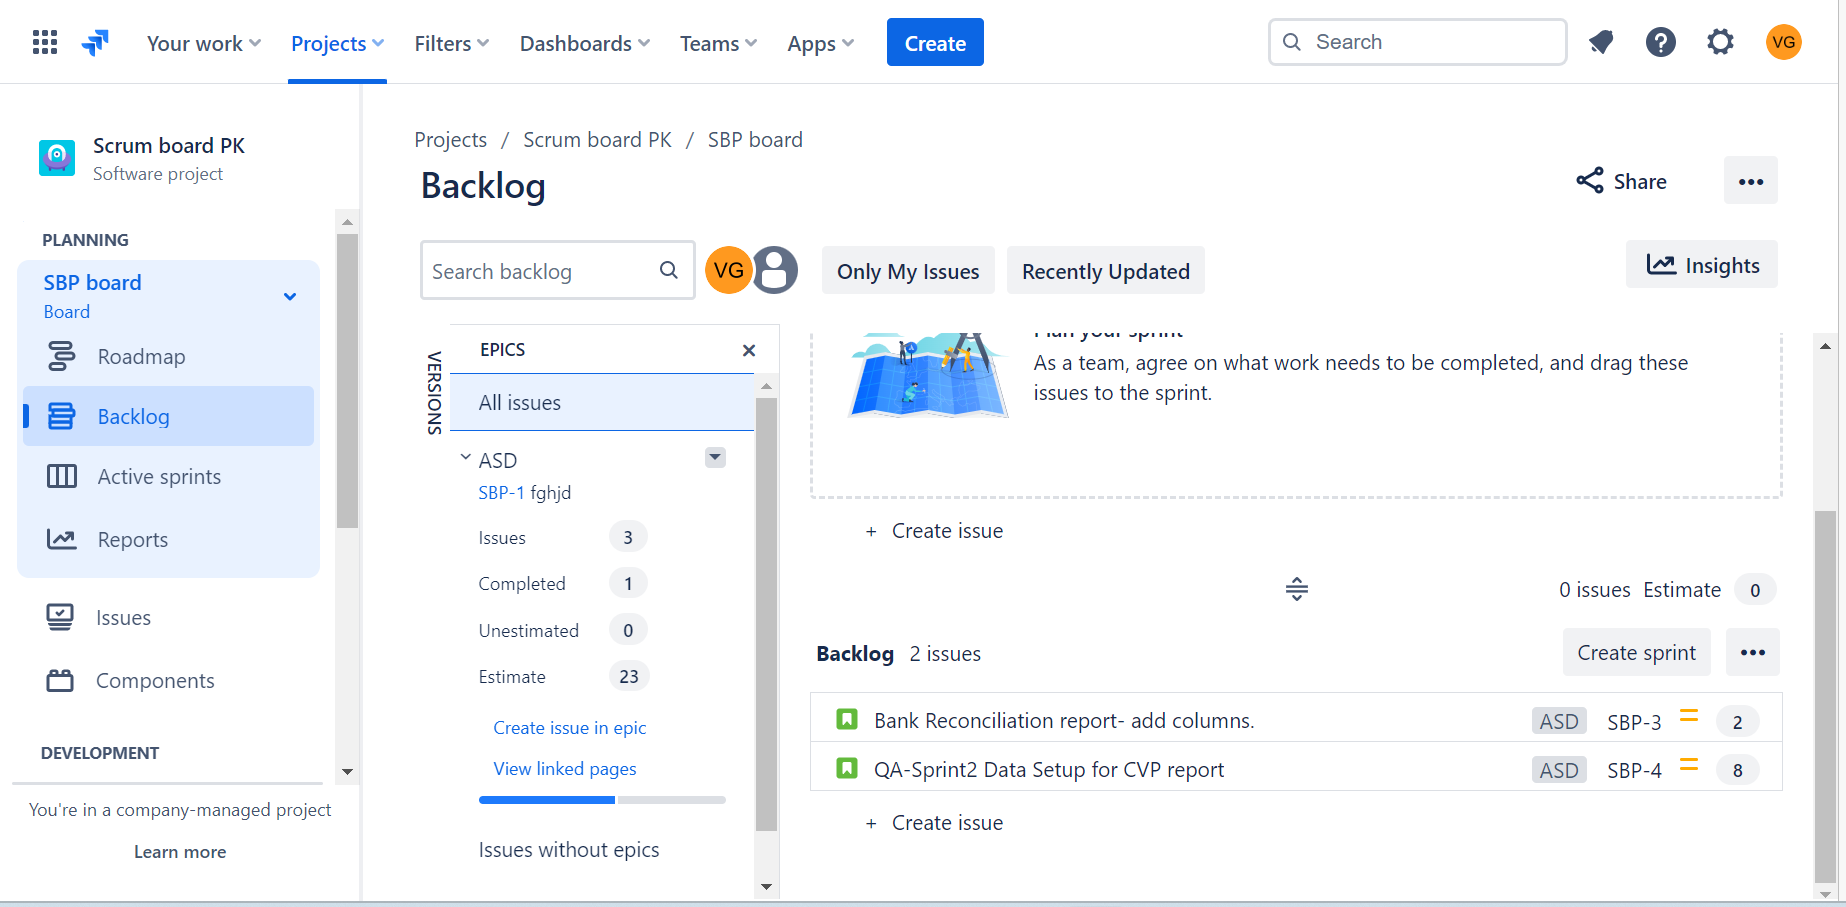 Your work Projects Filters Dashboards Teams Apps Create Search VG
Scrum board PK
Software project
PLANNING
SBP board
Board
Roadmap
Backlog
Active sprints
Reports
Issues
Components
DEVELOPMENT
You're in a company-managed project
Learn more
Projects / Scrum board PK / SBP board
Backlog
Share
Search backlog VG Only My Issues Recently Updated Insights
VERSIONS
EPICS
All issues
ASD
SBP-1 fghjd
Issues 3
Completed 1
Unestimated 0
Estimate 23
Create issue in epic
View linked pages
Issues without epics
Plan your sprint
As a team, agree on what work needs to be completed, and drag these
issues to the sprint.
+ Create issue
0 issues Estimate 0
Backlog 2 issues Create sprint
Bank Reconciliation report- add columns. ASD SBP-3 2
QA-Sprint2 Data Setup for CVP report ASD SBP-4 8
+ Create issue